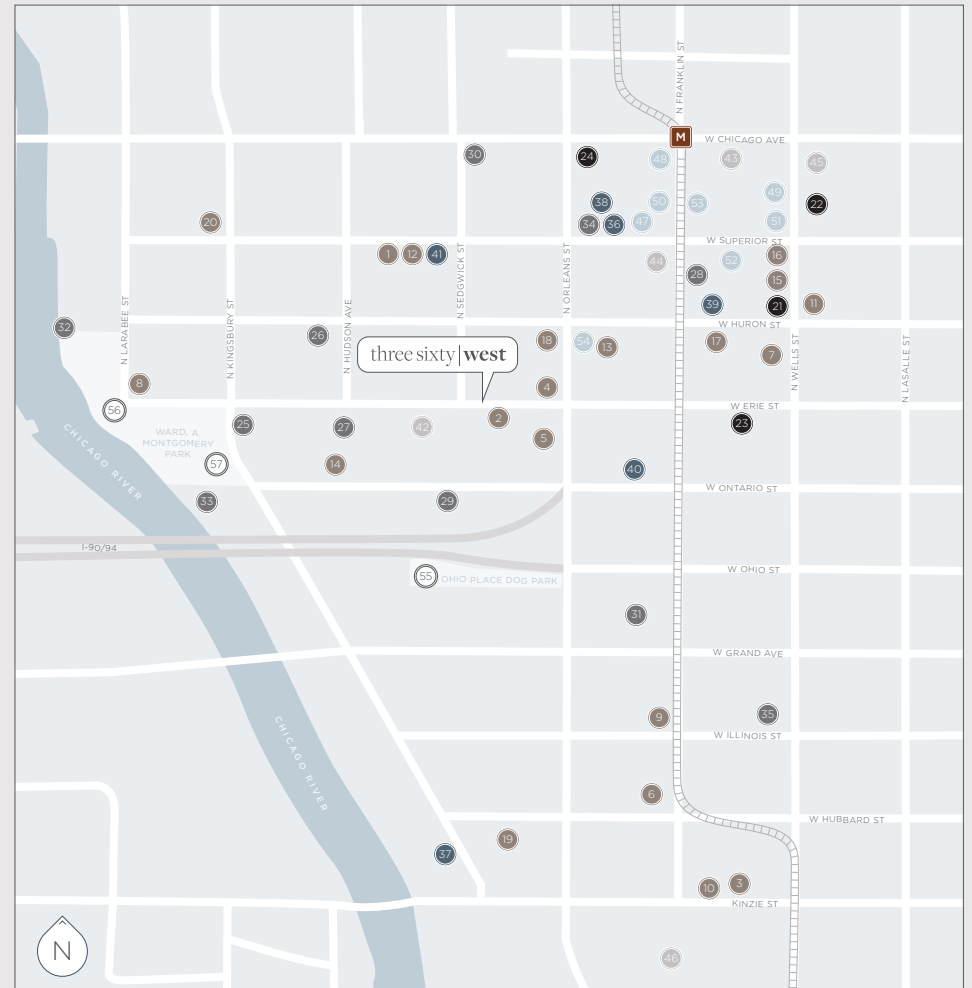 N FRANKLIN ST
M
W CHICAGO AVE
30
24
48
43
45
20
38
50
53
49
22
34
36
47
51
W SUPERIOR ST
1
12
41
44
52
16
28
15
39
21
11
N LARABEE ST
N KINGSBURY ST
N HUDSON AVE
N SEDGWICK ST
N ORLEANS ST
N WELLS ST
N LASALLE ST
W HURON ST
32
26
18
54
13
17
7
three sixty|west
8
4
56
W ERIE ST
25
27
42
2
5
23
WARD, A.
MONTGOMERY
PARK
57
14
40
CHICAGO RIVER
33
29
W ONTARIO ST
I-90/94
55
OHIO PLACE DOG PARK
W OHIO ST
31
W GRAND AVE
9
35
W ILLINOIS ST
CHICAGO RIVER
6
W HUBBARD ST
37
19
10
3
KINZIE ST
N
46